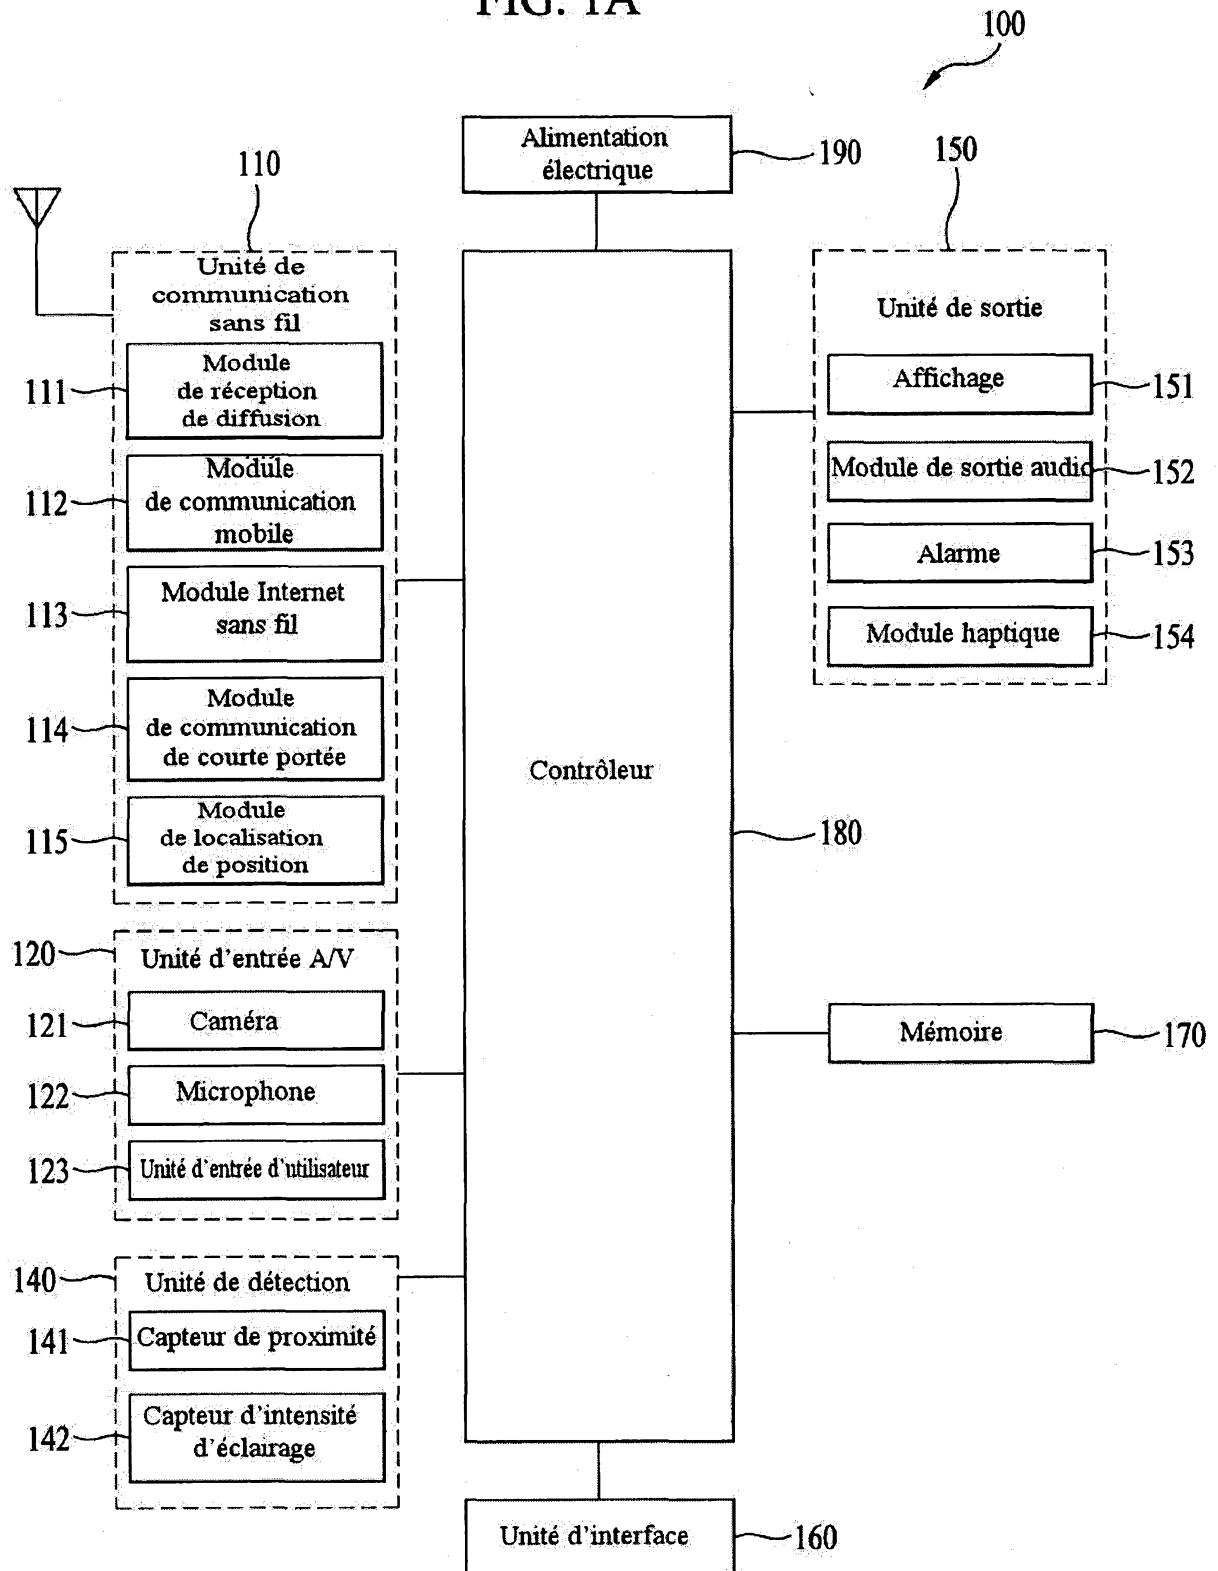 FIG. 1A
100
Alimentation
électrique
190
110
Unité de
communication
sans fil
111
Module
de réception
de diffusion
112
Module
de communication
mobile
113
Module Internet
sans fil
114
Module
de communication
de courte portée
115
Module
de localisation
de position
120
Unité d'entrée A/V
121
Caméra
122
Microphone
123
Unité d'entrée d'utilisateur
140
Unité de détection
141
Capteur de proximité
142
Capteur d'intensité
d'éclairage
Contrôleur
180
150
Unité de sortie
Affichage
151
Module de sortie audio
152
Alarme
153
Module haptique
154
Mémoire
170
Unité d'interface
160